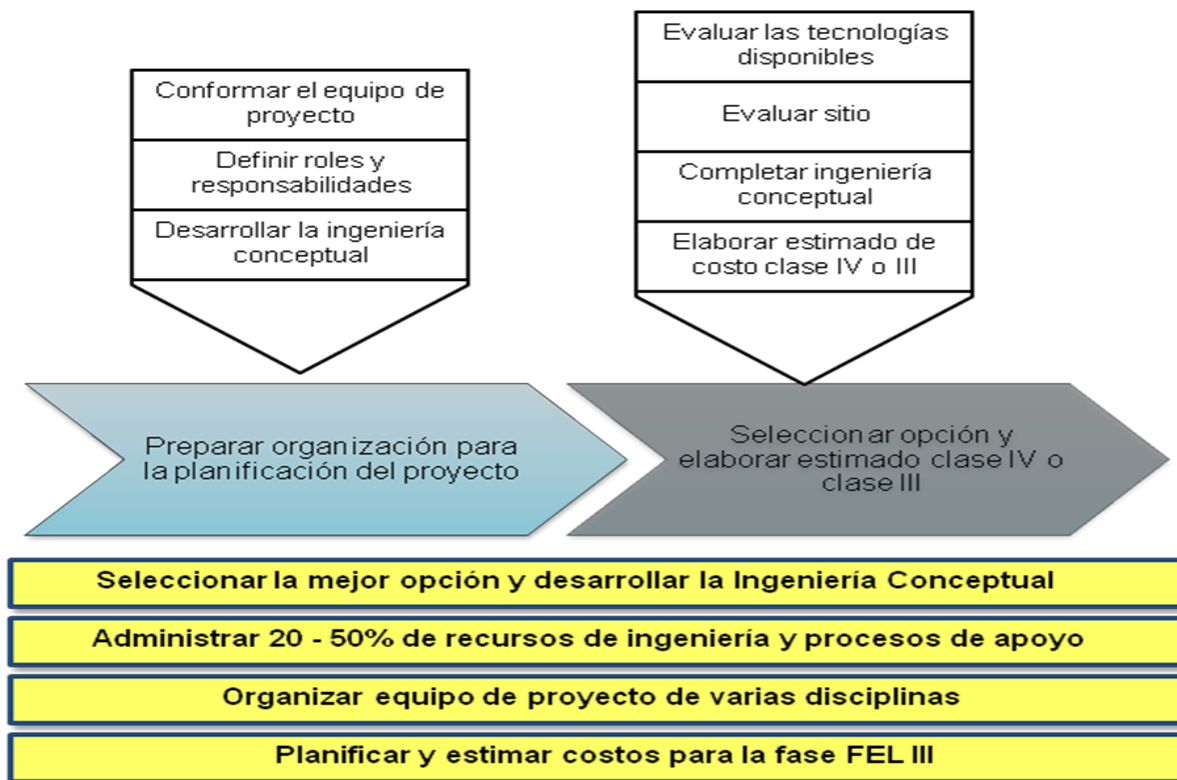 Conformar el equipo de
proyecto
Definir roles y
responsabilidades
Desarrollar la ingeniería
conceptual
Evaluar las tecnologías
disponibles
Evaluar sitio
Completar ingeniería
conceptual
Elaborar estimado de
costo clase IV o III
Preparar organización para
la planificación del proyecto
Seleccionar opción y
elaborar estimado clase IV o
clase III
Seleccionar la mejor opción y desarrollar la Ingeniería Conceptual
Administrar 20 - 50% de recursos de ingeniería y procesos de apoyo
Organizar equipo de proyecto de varias disciplinas
Planificar y estimar costos para la fase FEL III